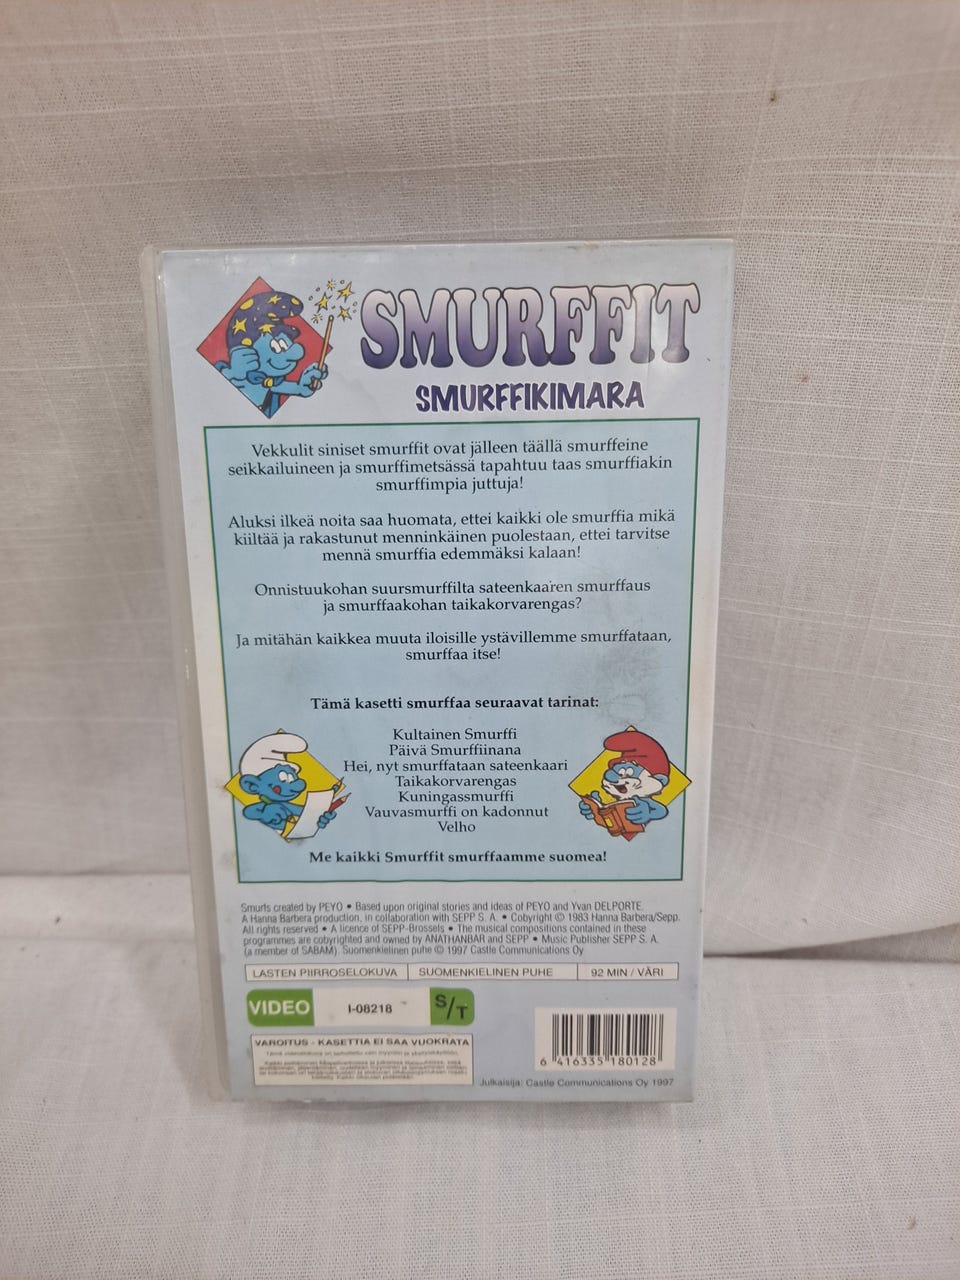 SMURFFIT
SMURFFIKIMARA
Vekkulit siniset smurffit ovat jälleen täällä smurffeine
seikkailuineen ja smurffimetsässä tapahtuu taas smurffiakin
smurffimpia juttuja!
Aluksi ilkeä noita saa huomata, ettei kaikki ole smurffia mikä
kiiltää ja rakastunut menninkäinen puolestaan, ettei tarvitse
mennä smurffia edemmäksi kalaan!
Onnistuukohan suursmurffilta sateenkaaren smurffaus
ja smurffaakohan taikakorvarengas?
Ja mitähän kaikkea muuta iloisille ystävillemme smurffataan,
smurffaa itse!
Tämä kasetti smurffaa seuraavat tarinat:
Kultainen Smurffi
Päivä Smurffiinana
Hei, nyt smurffataan sateenkaari
Taikakorvarengas
Kuningassmurffi
Vauvasmurffi on kadonnut
Velho
Me kaikki Smurffit smurffaamme suomea!
Smurfs created by PEYO • Based upon original stories and ideas of PEYO and Yvan DELPORTE.
A Hanna Barbera production, in collaboration with SEPP S. A. • Copyright © 1983 Hanna Barbera/Sepp.
All rights reserved • A licence of SEPP-Brussels • The musical compositions contained in these
programmes are cobyrighted and owned by ANATHANBAR and SEPP • Music Publisher SEPP S. A.
(a member of SABAM). Suomenkielinen puhe © 1997 Castle Communications Oy
LASTEN PIIRROSELOKUVA SUOMENKIELINEN PUHE 92 MIN / VÄRI
VIDEO I-08218 S/T
VAROITUS - KASETTIA EI SAA VUOKRATA
6 416335 180128
Julkaisija: Castle Communications Oy 1997